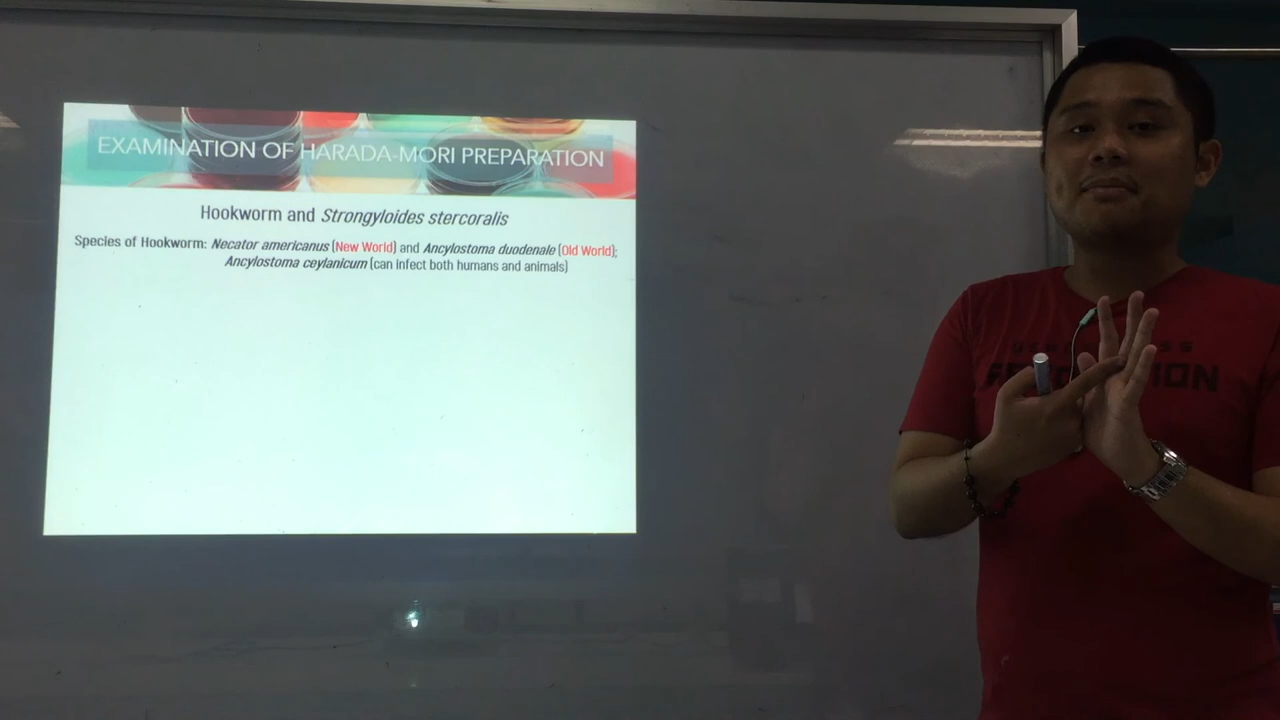 EXAMINATION OF HARADA-MORI PREPARATION
Hookworm and Strongyloides stercoralis
Species of Hookworm: Necator americanus (New World) and Ancylostoma duodenale (Old World);
Ancylostoma ceylanicum (can infect both humans and animals)